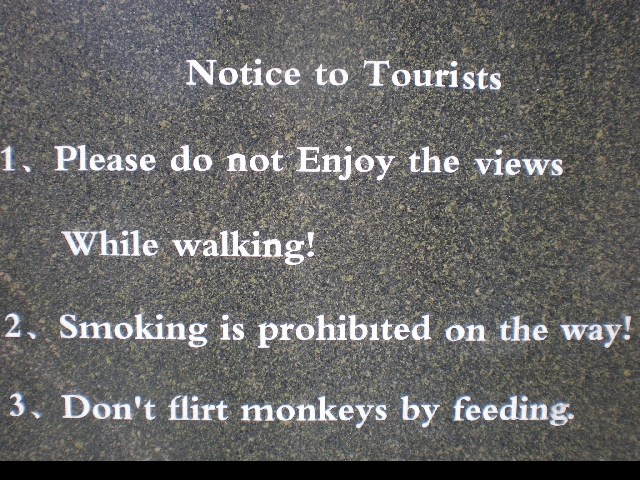 Notice to Tourists
1、Please do not Enjoy the views
While walking!
2、Smoking is prohibited on the way!
3、Don't flirt monkeys by feeding.